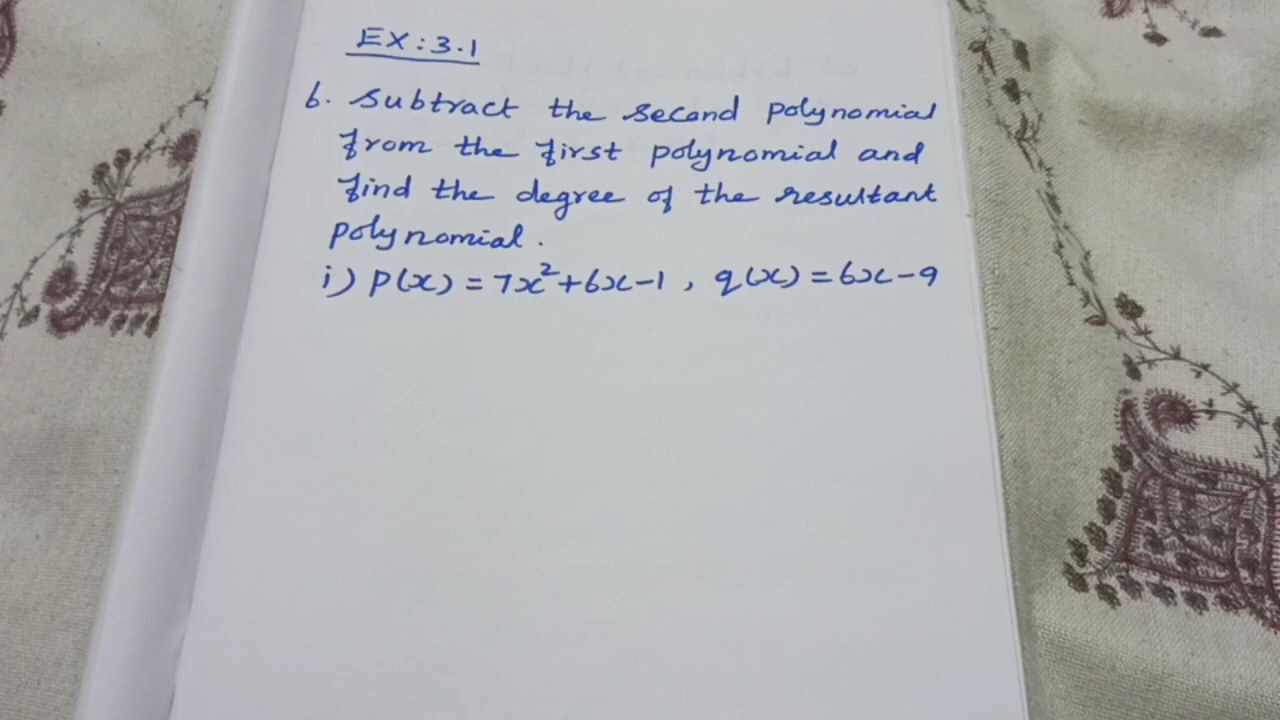 EX: 3.1
6. Subtract the second polynomial
from the first polynomial and
find the degree of the resultant
polynomial.
i) p(x) = 7x²+6x-1, q(x) = 6x-9